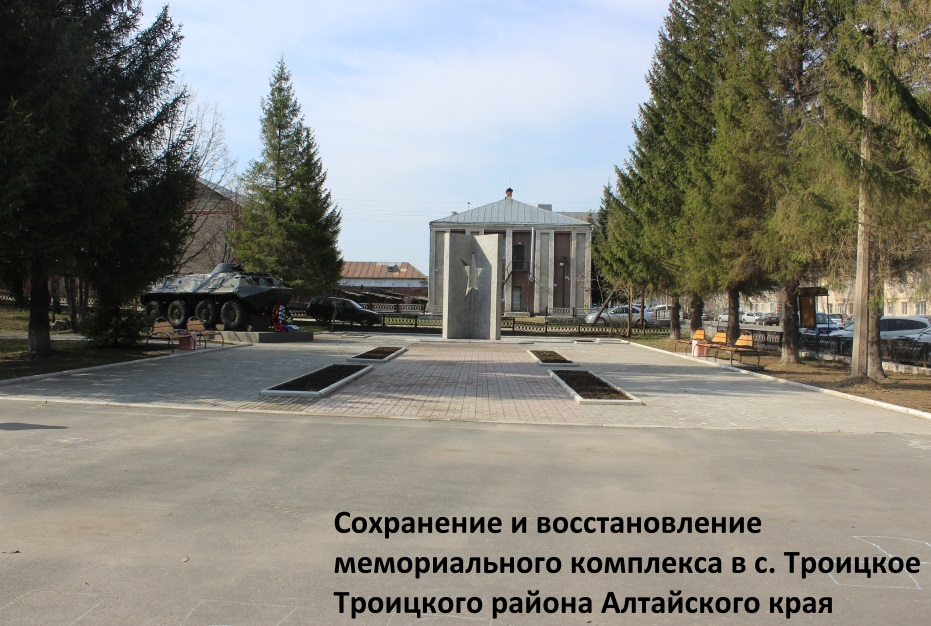 Сохранение и восстановление
мемориального комплекса в с. Троицкое
Троицкого района Алтайского края